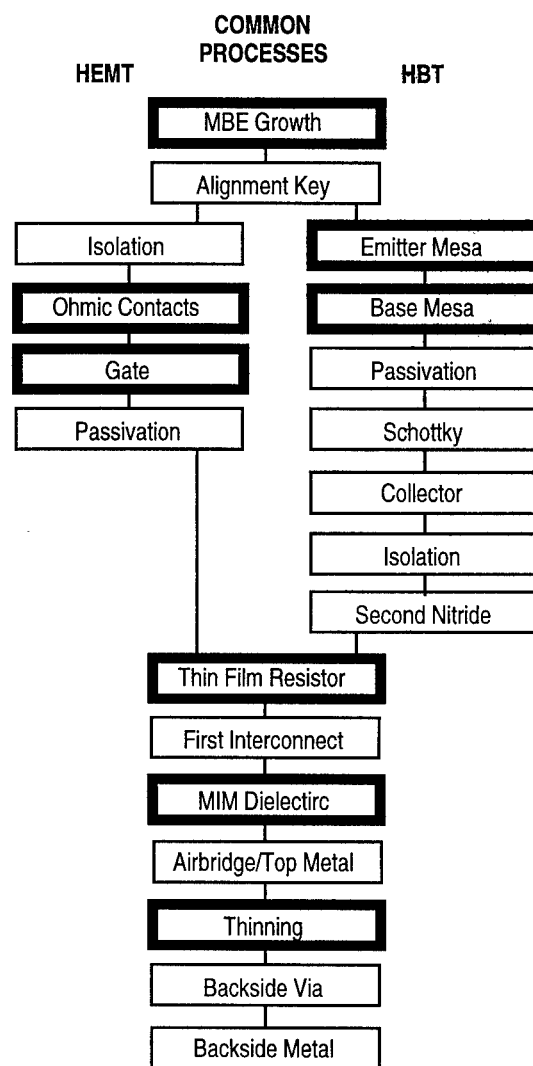 COMMON
PROCESSES
HEMT
HBT
MBE Growth
Alignment Key
Isolation
Ohmic Contacts
Gate
Passivation
Emitter Mesa
Base Mesa
Passivation
Schottky
Collector
Isolation
Second Nitride
Thin Film Resistor
First Interconnect
MIM Dielectirc
Airbridge/Top Metal
Thinning
Backside Via
Backside Metal